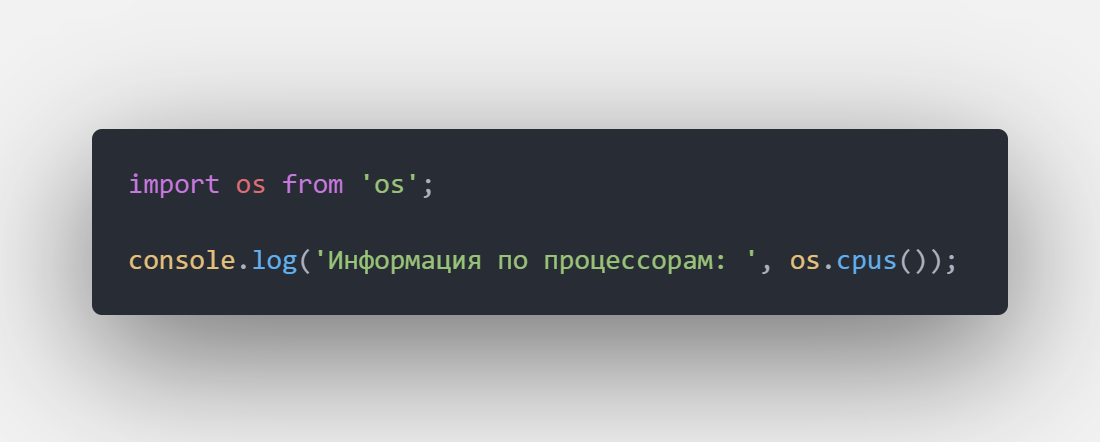 import os from 'os';
console.log('Информация по процессорам: ', os.cpus());